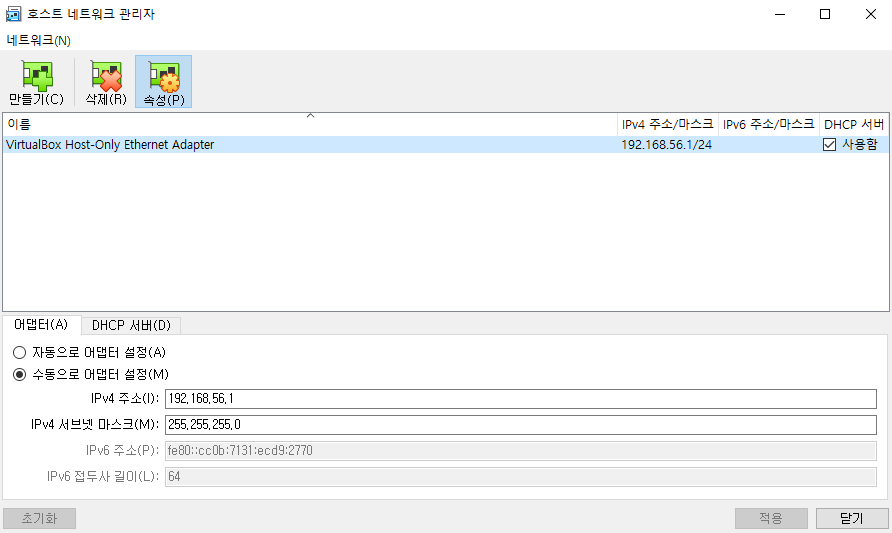 호스트 네트워크 관리자
네트워크(N)
만들기(C) 삭제(R) 속성(P)
이름 IPv4 주소/마스크 IPv6 주소/마스크 DHCP 서버
VirtualBox Host-Only Ethernet Adapter 192.168.56.1/24 사용함
어댑터(A) DHCP 서버(D)
자동으로 어댑터 설정(A)
수동으로 어댑터 설정(M)
IPv4 주소(I): 192.168.56.1
IPv4 서브넷 마스크(M): 255.255.255.0
IPv6 주소(P): fe80::cc0b:7131:ecd9:2770
IPv6 접두사 길이(L): 64
초기화 적용 닫기